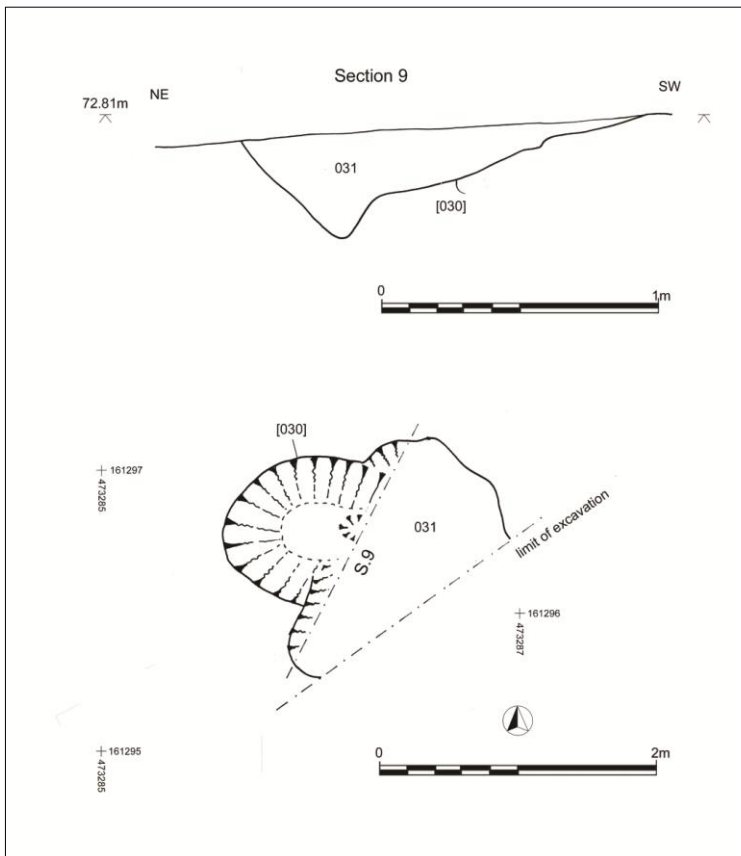 Section 9
NE
SW
72.81m
031
[030]
0
1m
[030]
161297
473285
031
limit of excavation
S.9
161296
473287
161295
473285
0
2m